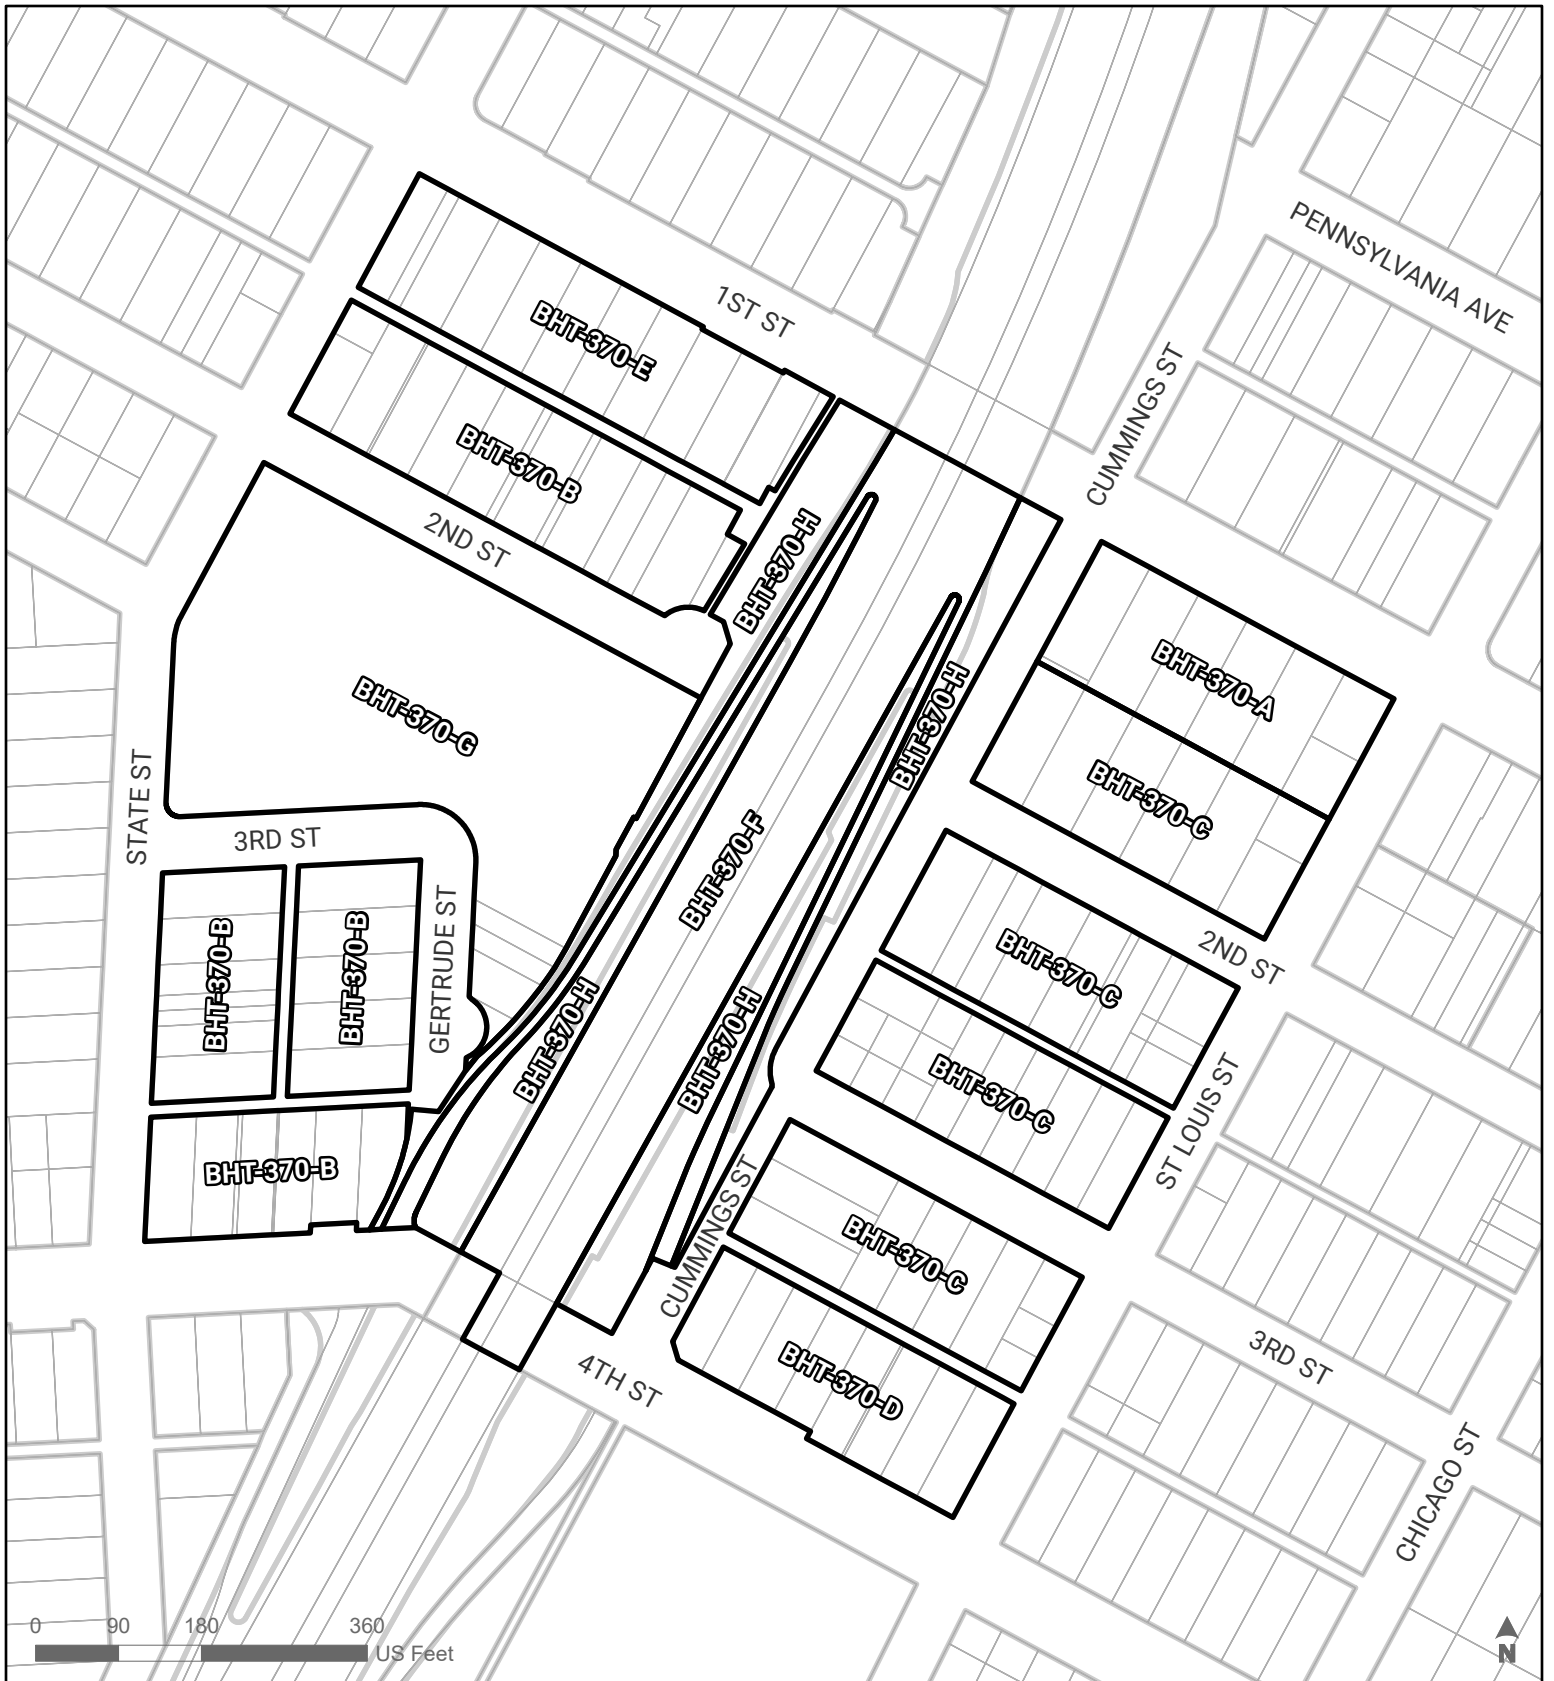 PENNSYLVANIA AVE
1ST ST
BHT-370-E
CUMMINGS ST
BHT-370-B
2ND ST
BHT-370-H
BHT-370-A
BHT-370-G
BHT-370-H
BHT-370-C
STATE ST
3RD ST
BHT-370-F
BHT-370-B
BHT-370-B
GERTRUDE ST
BHT-370-C
2ND ST
BHT-370-H
BHT-370-H
BHT-370-C
ST LOUIS ST
BHT-370-B
CUMMINGS ST
BHT-370-C
4TH ST
BHT-370-D
3RD ST
CHICAGO ST
0 90 180 360
US Feet
N